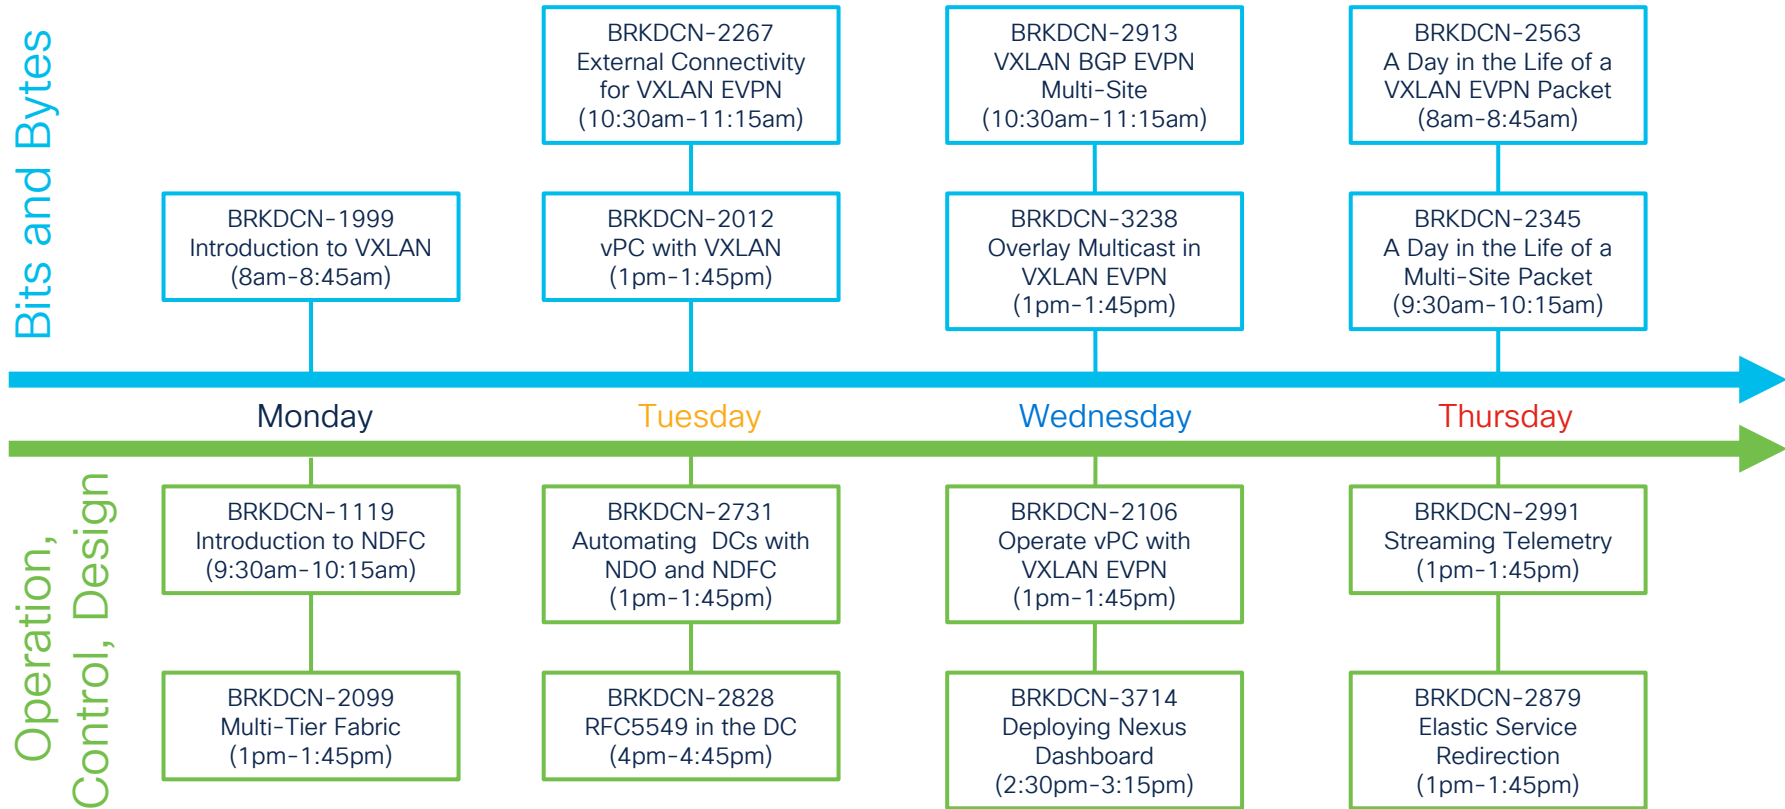 Bits and Bytes
BRKDCN-1999
Introduction to VXLAN
(8am-8:45am)
BRKDCN-2267
External Connectivity
for VXLAN EVPN
(10:30am-11:15am)
BRKDCN-2012
vPC with VXLAN
(1pm-1:45pm)
BRKDCN-2913
VXLAN BGP EVPN
Multi-Site
(10:30am-11:15am)
BRKDCN-3238
Overlay Multicast in
VXLAN EVPN
(1pm-1:45pm)
BRKDCN-2563
A Day in the Life of a
VXLAN EVPN Packet
(8am-8:45am)
BRKDCN-2345
A Day in the Life of a
Multi-Site Packet
(9:30am-10:15am)
Monday
Tuesday
Wednesday
Thursday
Operation,
Control, Design
BRKDCN-1119
Introduction to NDFC
(9:30am-10:15am)
BRKDCN-2099
Multi-Tier Fabric
(1pm-1:45pm)
BRKDCN-2731
Automating DCs with
NDO and NDFC
(1pm-1:45pm)
BRKDCN-2828
RFC5549 in the DC
(4pm-4:45pm)
BRKDCN-2106
Operate vPC with
VXLAN EVPN
(1pm-1:45pm)
BRKDCN-3714
Deploying Nexus
Dashboard
(2:30pm-3:15pm)
BRKDCN-2991
Streaming Telemetry
(1pm-1:45pm)
BRKDCN-2879
Elastic Service
Redirection
(1pm-1:45pm)